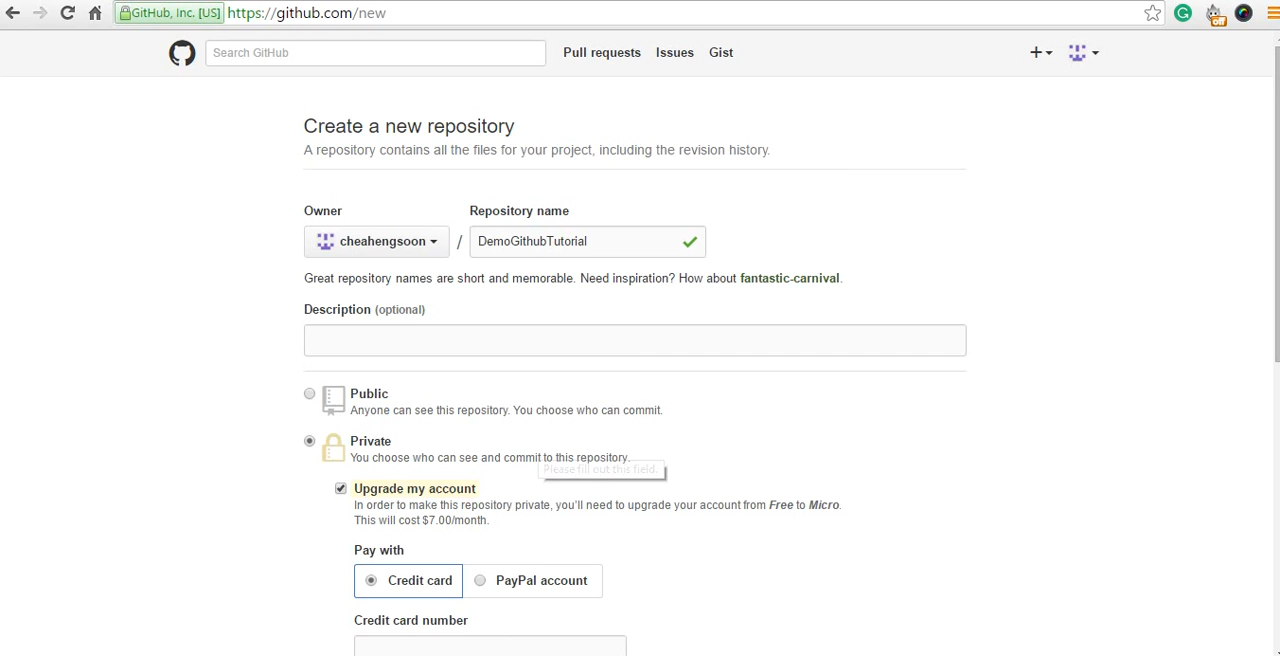 GitHub, Inc. [US] https://github.com/new
off
Search GitHub Pull requests Issues Gist
Create a new repository
A repository contains all the files for your project, including the revision history.
Owner Repository name
cheahengsoon / DemoGithubTutorial
Great repository names are short and memorable. Need inspiration? How about fantastic-carnival.
Description (optional)
Public
Anyone can see this repository. You choose who can commit.
Private
You choose who can see and commit to this repository.
Please fill out this field.
Upgrade my account
In order to make this repository private, you'll need to upgrade your account from Free to Micro.
This will cost $7.00/month.
Pay with
Credit card PayPal account
Credit card number